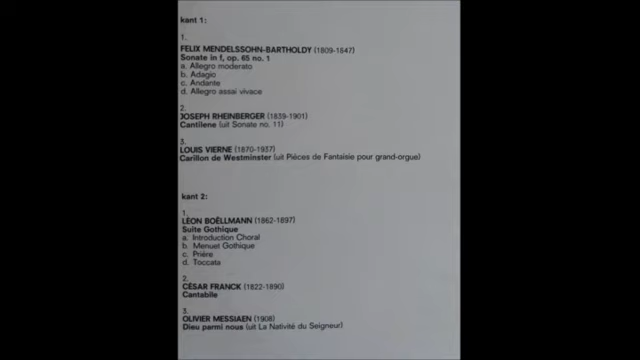 kant 1:
1.
FELIX MENDELSSOHN-BARTHOLDY (1809-1847)
Sonate in f, op. 65 no. 1
a. Allegro moderato
b. Adagio
c. Andante
d. Allegro assai vivace
2.
JOSEPH RHEINBERGER (1839-1901)
Cantilene (uit Sonate no. 11)
3.
LOUIS VIERNE (1870-1937)
Carillon de Westminster (uit Pièces de Fantaisie pour grand-orgue)
kant 2:
1.
LÉON BOËLLMANN (1862-1897)
Suite Gothique
a. Introduction Choral
b. Menuet Gothique
c. Prière
d. Toccata
2.
CÉSAR FRANCK (1822-1890)
Cantabile
3.
OLIVIER MESSIAEN (1908)
Dieu parmi nous (uit La Nativité du Seigneur)